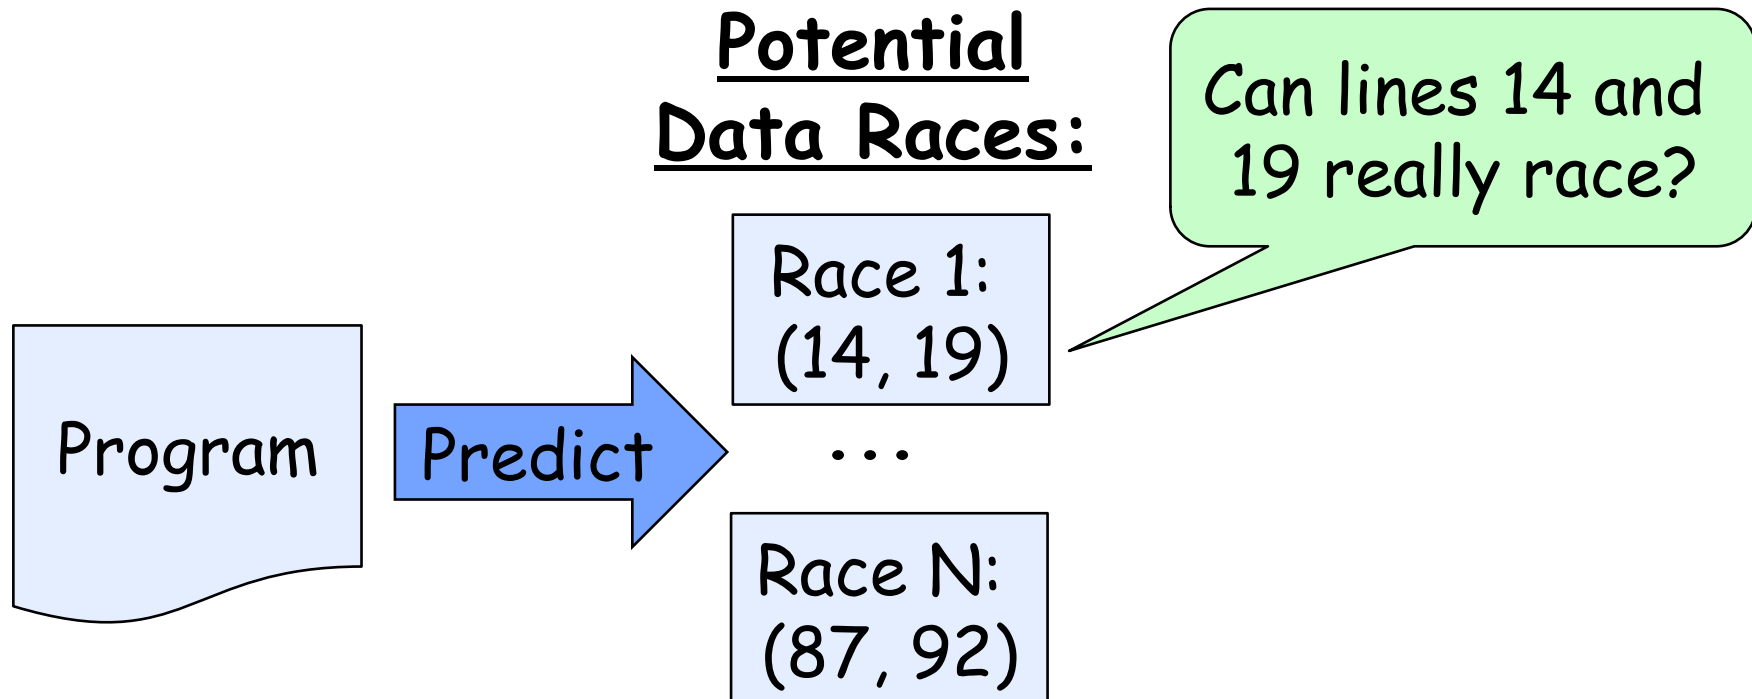 Potential
Data Races:
Can lines 14 and
19 really race?
Race 1:
(14, 19)
Program
Predict
...
Race N:
(87, 92)